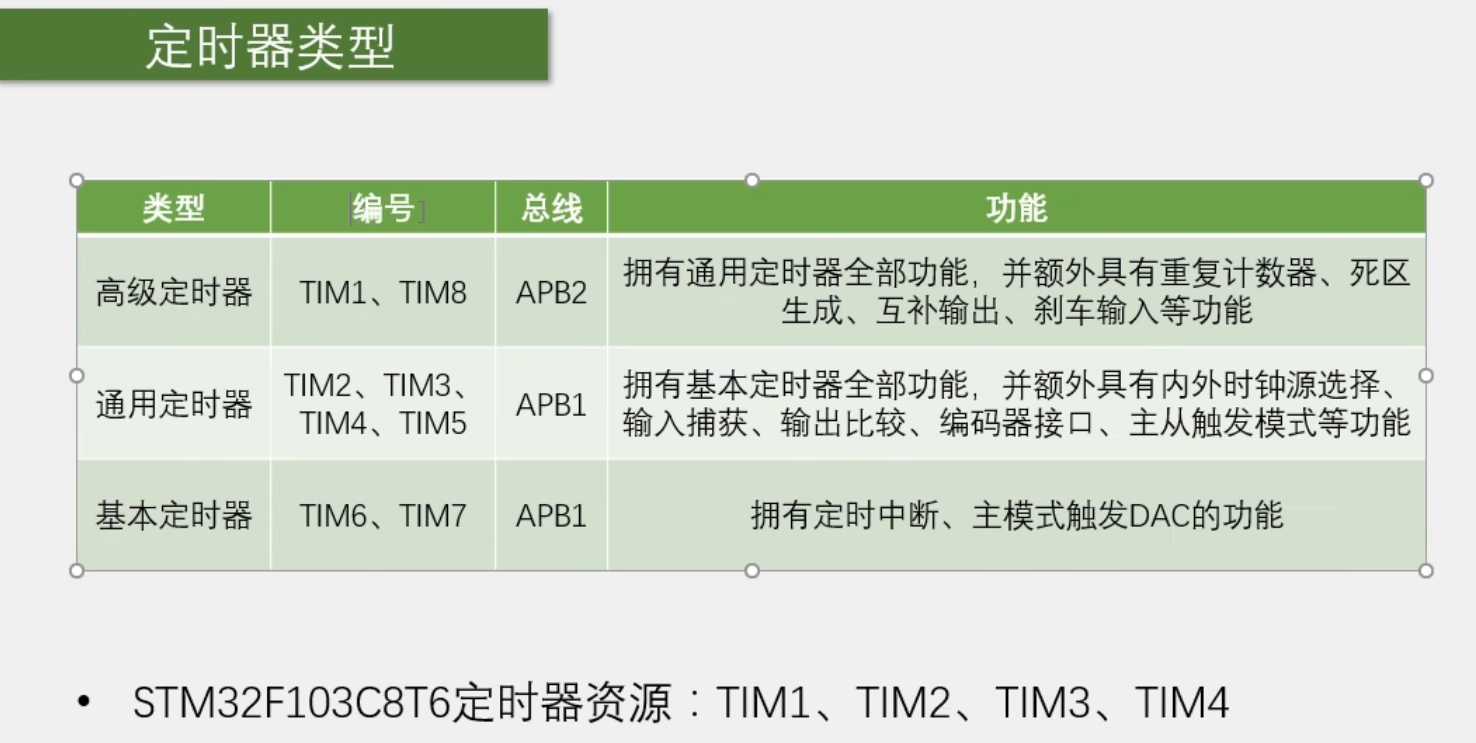 定时器类型
类型 编号 总线 功能
高级定时器 TIM1、TIM8 APB2 拥有通用定时器全部功能，并额外具有重复计数器、死区
生成、互补输出、刹车输入等功能
通用定时器 TIM2、TIM3、
TIM4、TIM5 APB1 拥有基本定时器全部功能，并额外具有内外时钟源选择、
输入捕获、输出比较、编码器接口、主从触发模式等功能
基本定时器 TIM6、TIM7 APB1 拥有定时中断、主模式触发DAC的功能
• STM32F103C8T6定时器资源：TIM1、TIM2、TIM3、TIM4